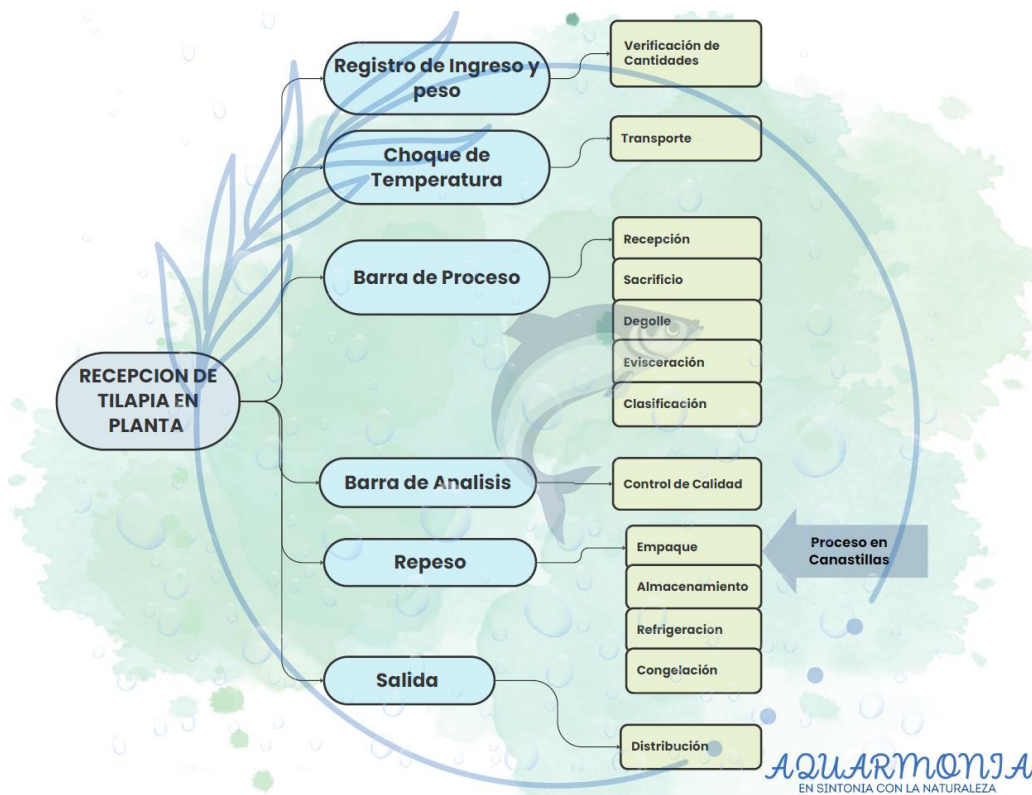 Registro de Ingreso y
peso
Verificación de
Cantidades
Choque de
Temperatura
Transporte
Barra de Proceso
Recepción
Sacrificio
Degolle
Evisceración
Clasificación
RECEPCION DE
TILAPIA EN
PLANTA
Barra de Analisis
Control de Calidad
Repeso
Empaque
Proceso en
Canastillas
Almacenamiento
Refrigeracion
Congelación
Salida
Distribución
AQUARMONIA
EN SINTONIA CON LA NATURALEZA